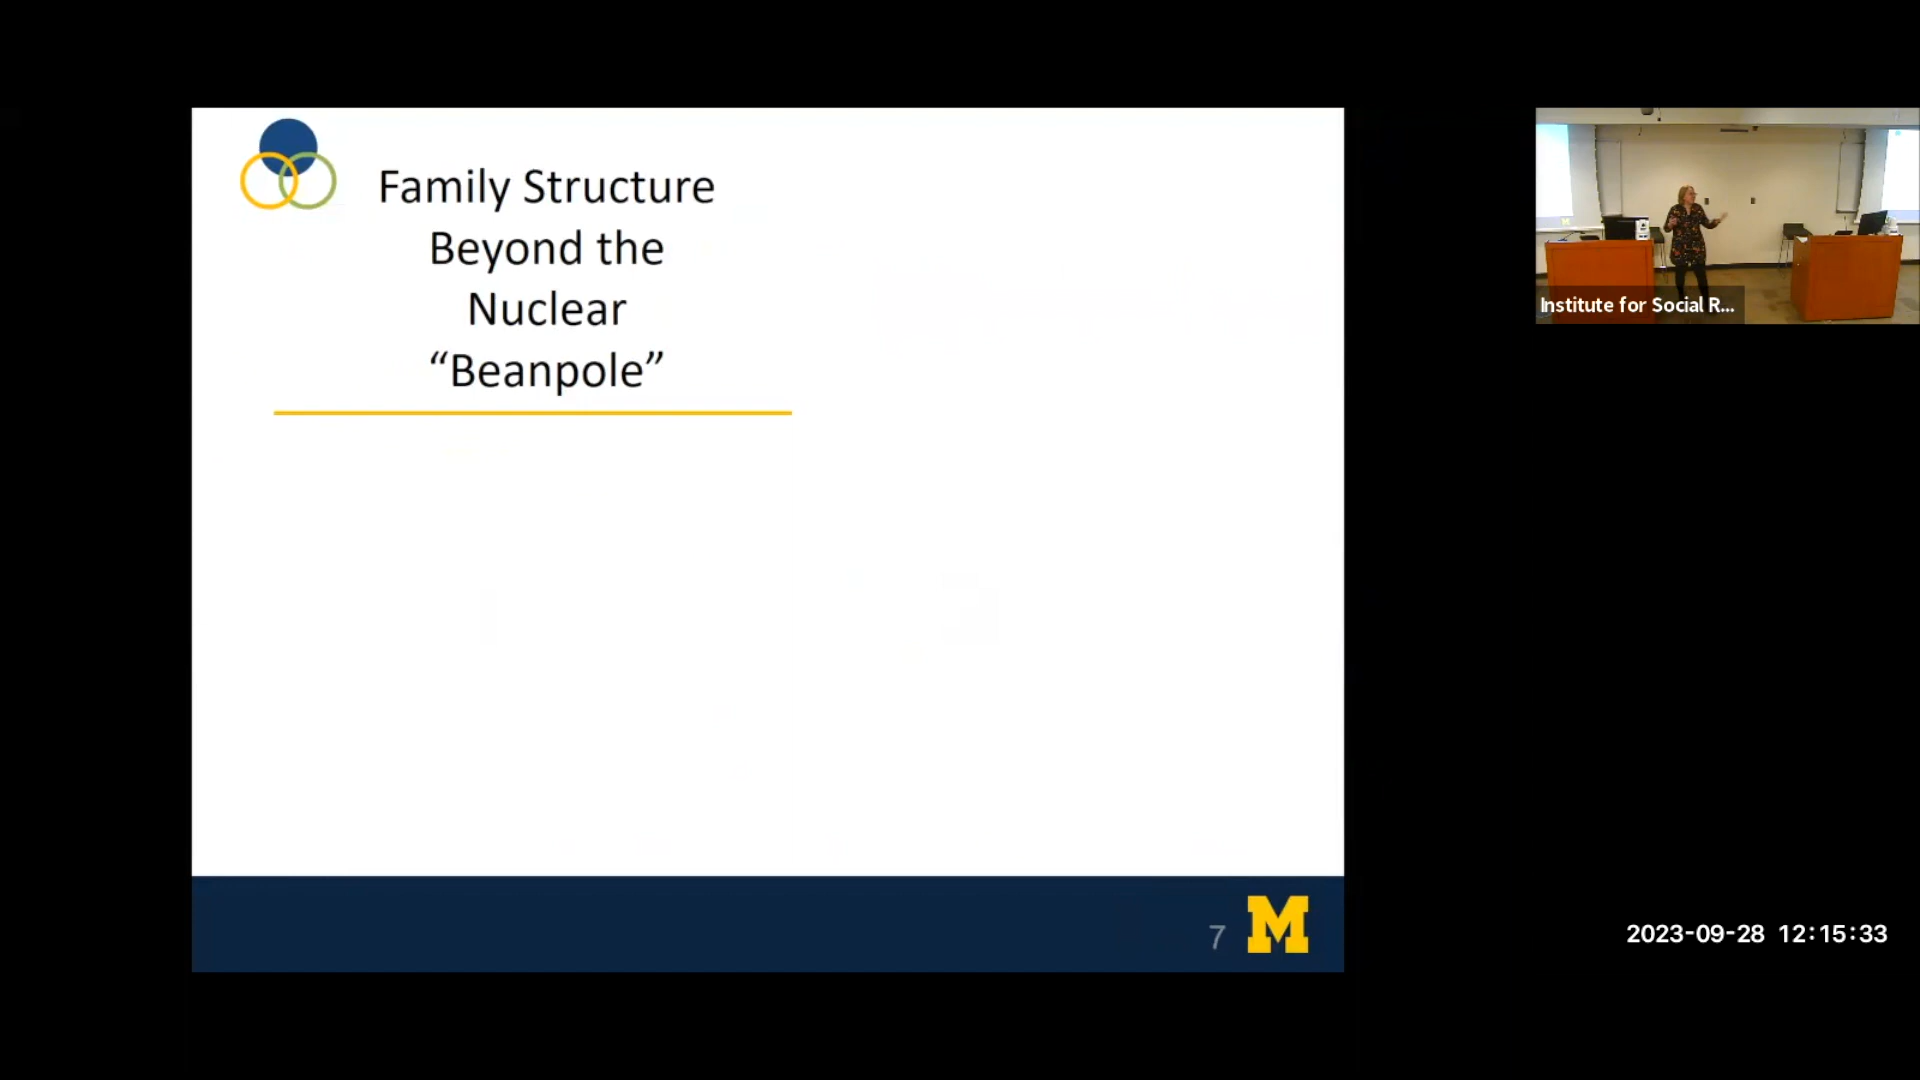 Family Structure
Beyond the
Nuclear
“Beanpole”
Institute for Social R...
7
M
2023-09-28 12:15:33